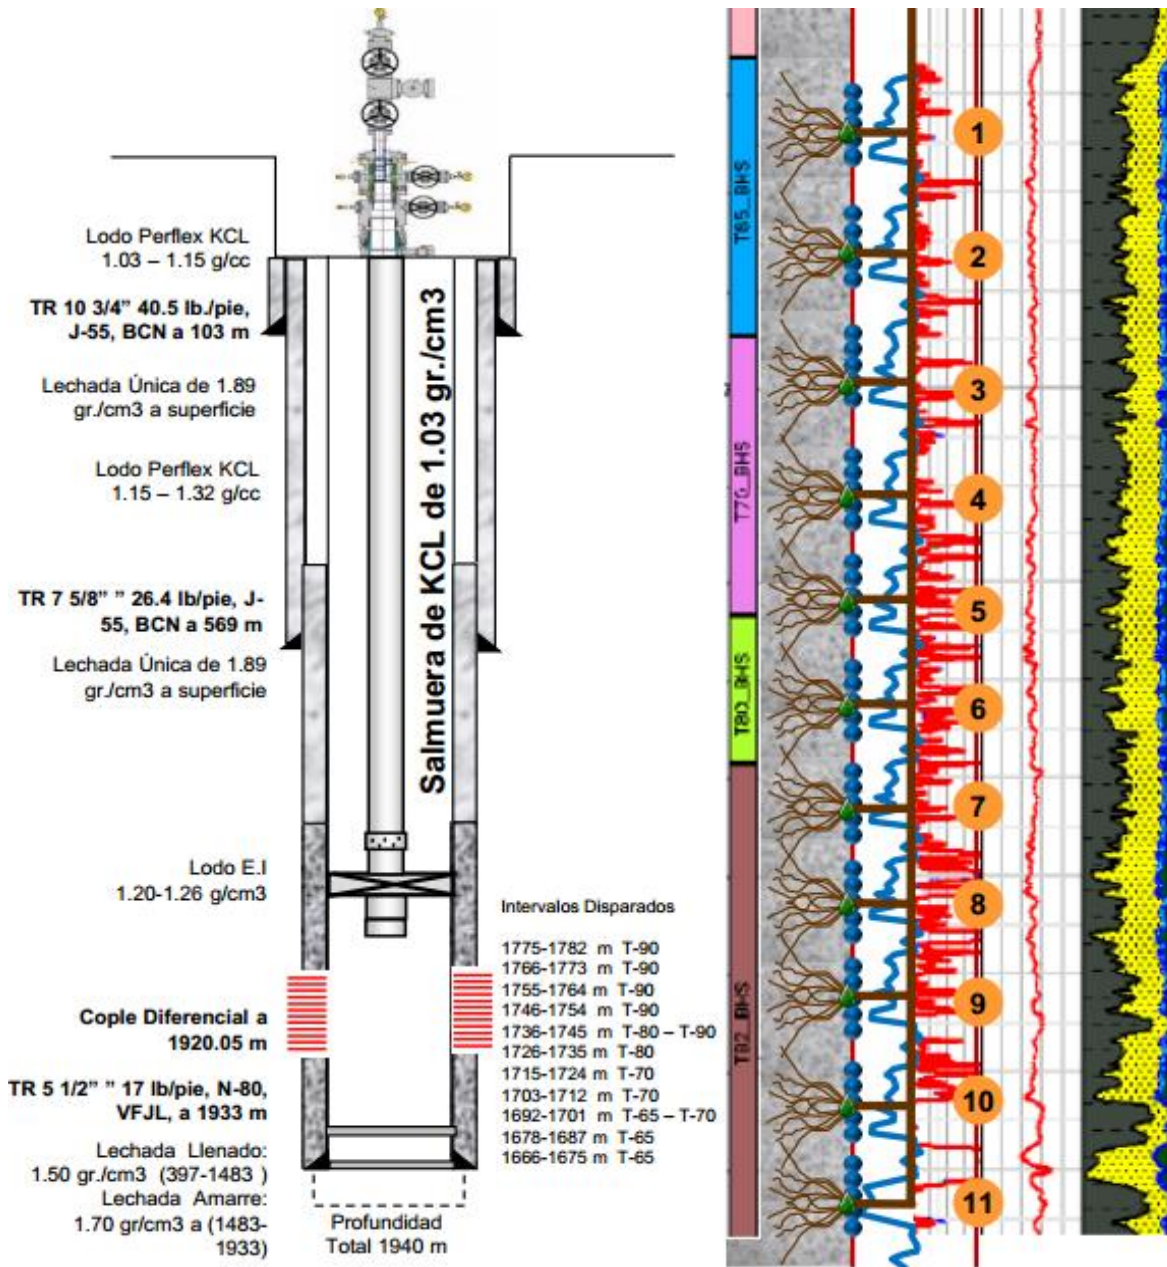 Lodo Perflex KCL
1.03 – 1.15 g/cc
TR 10 3/4” 40.5 lb./pie,
J-55, BCN a 103 m
Lechada Única de 1.89
gr./cm3 a superficie
Lodo Perflex KCL
1.15 – 1.32 g/cc
TR 7 5/8” ” 26.4 lb/pie, J-
55, BCN a 569 m
Lechada Única de 1.89
gr./cm3 a superficie
Lodo E.I
1.20-1.26 g/cm3
Cople Diferencial a
1920.05 m
TR 5 1/2” ” 17 lb/pie, N-80,
VFJL, a 1933 m
Lechada Llenado:
1.50 gr./cm3 (397-1483 )
Lechada Amarre:
1.70 gr/cm3 a (1483-
1933)
Salmuera de KCL de 1.03 gr./cm3
Profundidad
Total 1940 m
Intervalos Disparados
1775-1782 m T-90
1766-1773 m T-90
1755-1764 m T-90
1746-1754 m T-90
1736-1745 m T-80 – T-90
1726-1735 m T-80
1715-1724 m T-70
1703-1712 m T-70
1692-1701 m T-65 – T-70
1678-1687 m T-65
1666-1675 m T-65
T65_BHS
T70_BHS
T80_BHS
1
2
3
4
5
6
7
8
9
10
11